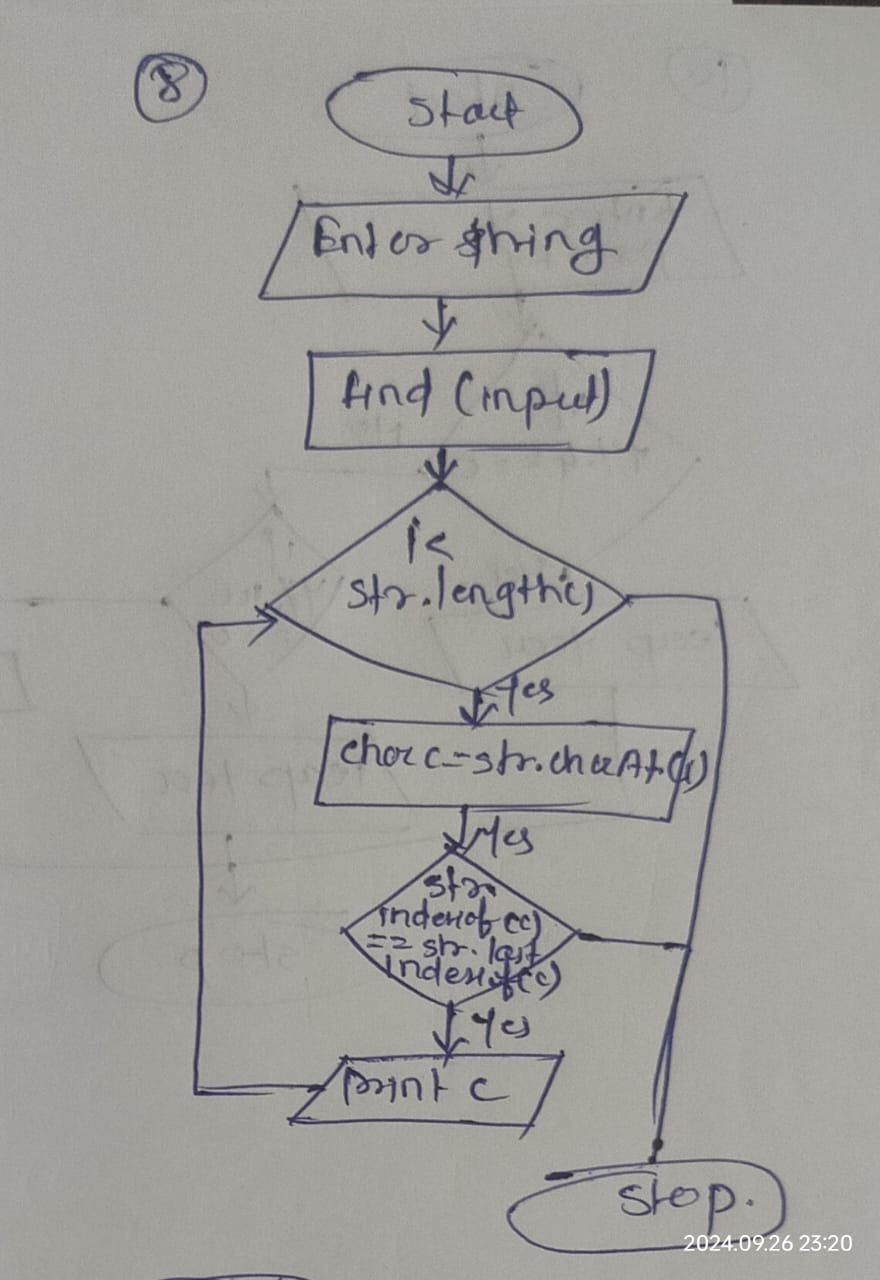 8
Start
Enter string
find (input)
i<
str.length()
Yes
char c=str.charAt(i)
Yes
str.
indexof(c)
== str.last
indexof(c)
Yes
print c
Stop.
2024.09.26 23:20